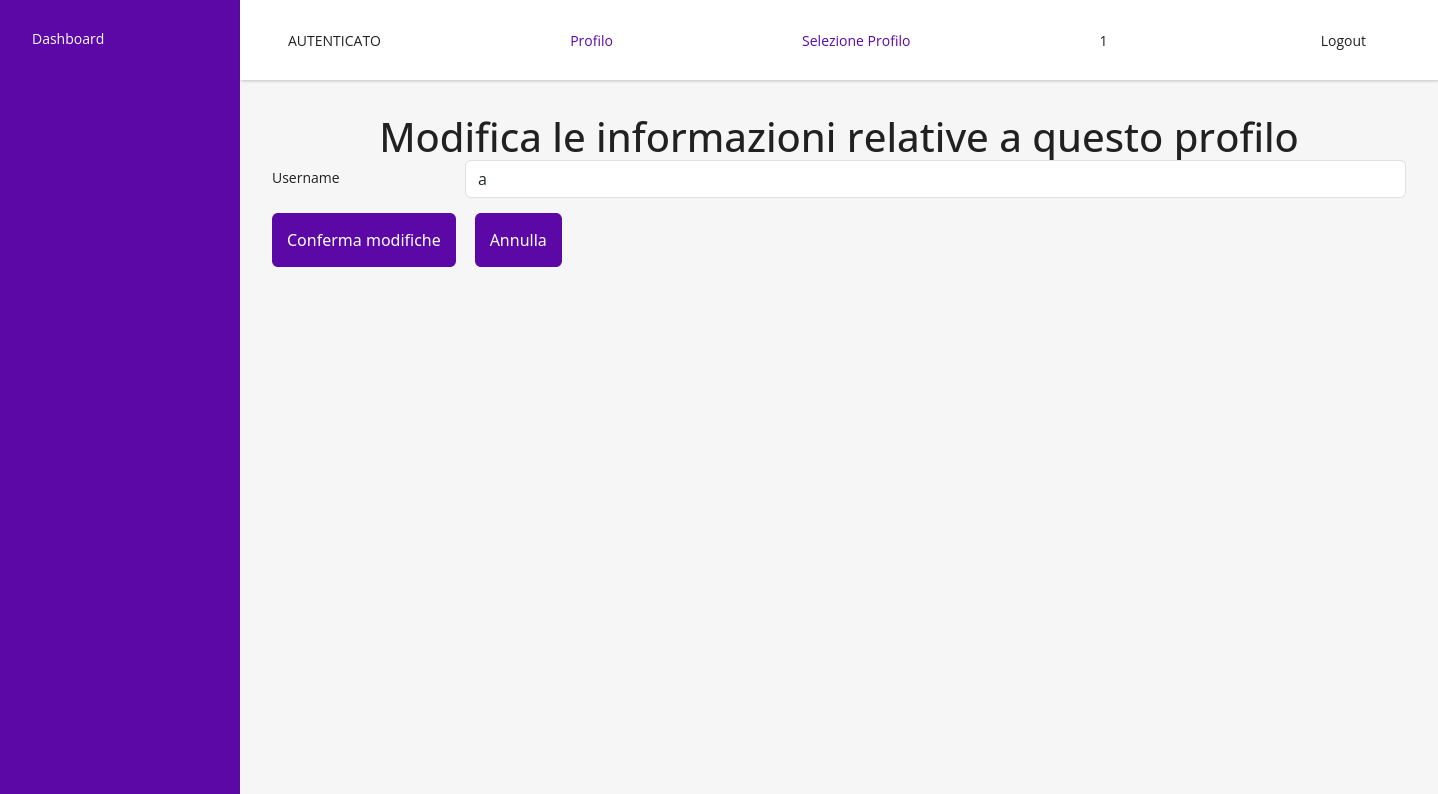 Dashboard
AUTENTICATO Profilo Selezione Profilo 1 Logout
Modifica le informazioni relative a questo profilo
Username a
Conferma modifiche Annulla